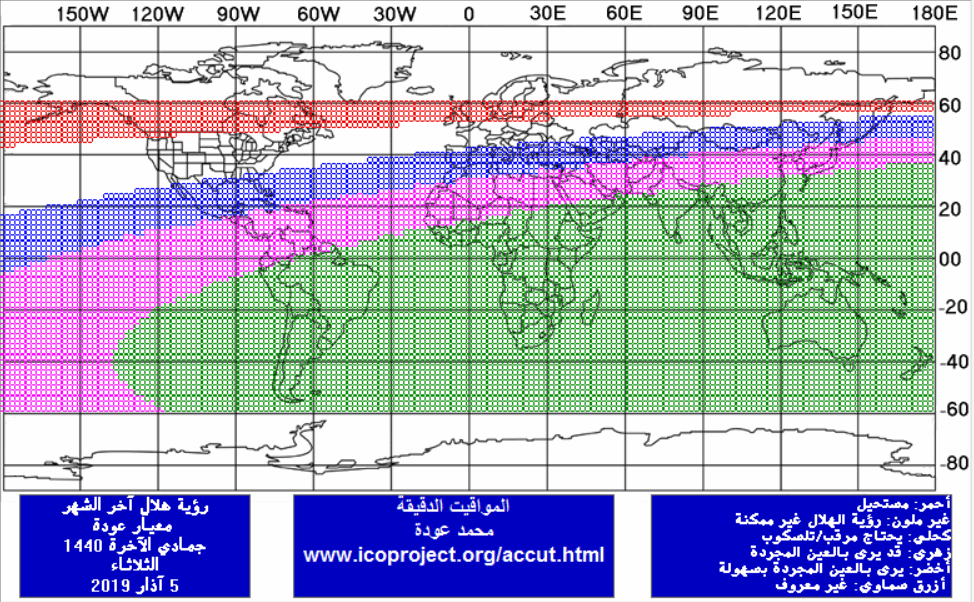 150W 120W 90W 60W 30W 0 30E 60E 90E 120E 150E 180E
80
60
40
20
00
-20
-40
-60
-80
رؤية هلال آخر الشهر
معيار عودة
جمادي الآخرة 1440
الثلاثاء
5 آذار 2019
المواقيت الدقيقة
محمد عودة
www.icoproject.org/accut.html
أحمر: مستحيل
غير ملون: رؤية الهلال غير ممكنة
كحلي: يحتاج مرقب/تلسكوب
زهري: قد يرى بالعين المجردة
أخضر: يرى بالعين المجردة بسهولة
أزرق سماوي: غير معروف